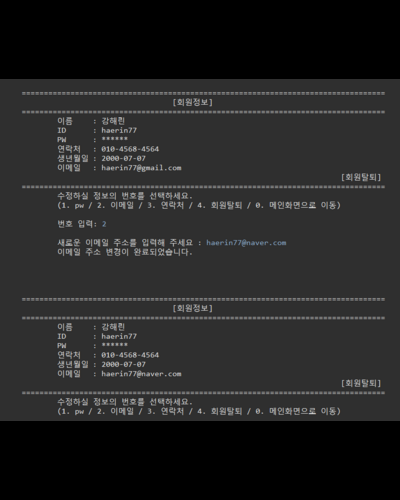 ================================================================================
[회원정보]
================================================================================
이름 : 강해린
ID : haerin77
PW : ******
연락처 : 010-4568-4564
생년월일 : 2000-07-07
이메일 : haerin77@gmail.com
[회원탈퇴]
================================================================================
수정하실 정보의 번호를 선택하세요.
(1. pw / 2. 이메일 / 3. 연락처 / 4. 회원탈퇴 / 0. 메인화면으로 이동)
번호 입력: 2
새로운 이메일 주소를 입력해 주세요 : haerin77@naver.com
이메일 주소 변경이 완료되었습니다.
================================================================================
[회원정보]
================================================================================
이름 : 강해린
ID : haerin77
PW : ******
연락처 : 010-4568-4564
생년월일 : 2000-07-07
이메일 : haerin77@naver.com
[회원탈퇴]
================================================================================
수정하실 정보의 번호를 선택하세요.
(1. pw / 2. 이메일 / 3. 연락처 / 4. 회원탈퇴 / 0. 메인화면으로 이동)